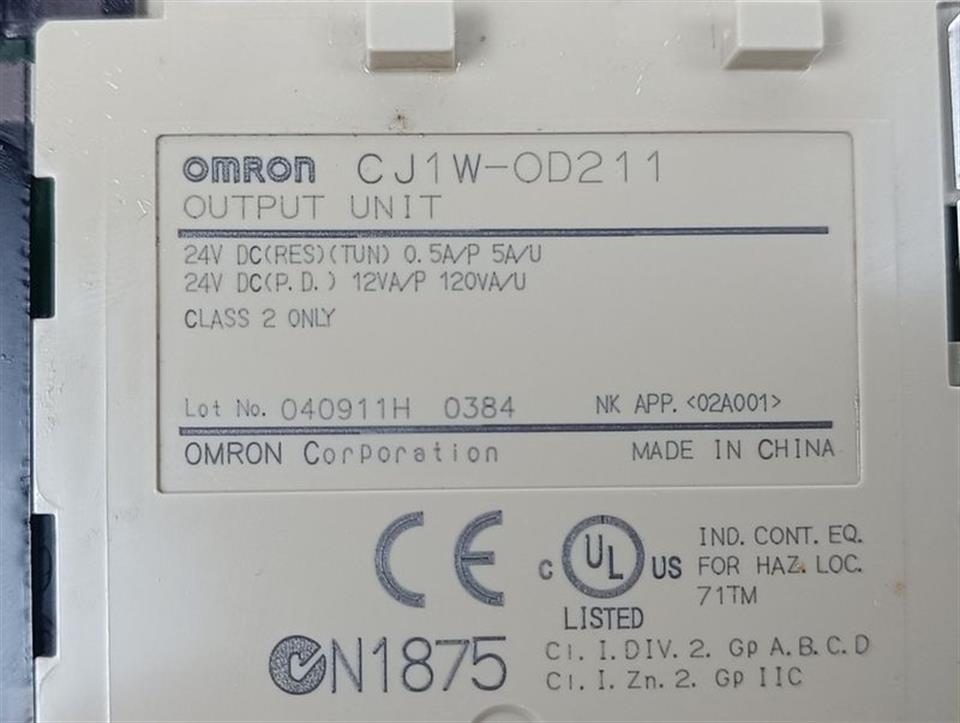 OMRON CJ1W-OD211
OUTPUT UNIT
24V DC(RES)(TUN) 0.5A/P 5A/U
24V DC(P.D.) 12VA/P 120VA/U
CLASS 2 ONLY
Lot No. 040911H 0384 NK APP.<02A001>
OMRON Corporation MADE IN CHINA
CE
C UL US
LISTED
IND. CONT. EQ.
FOR HAZ. LOC.
71TM
N1875
Cl. I. DIV. 2. Gp A. B. C. D
Cl. I. Zn. 2. Gp IIC